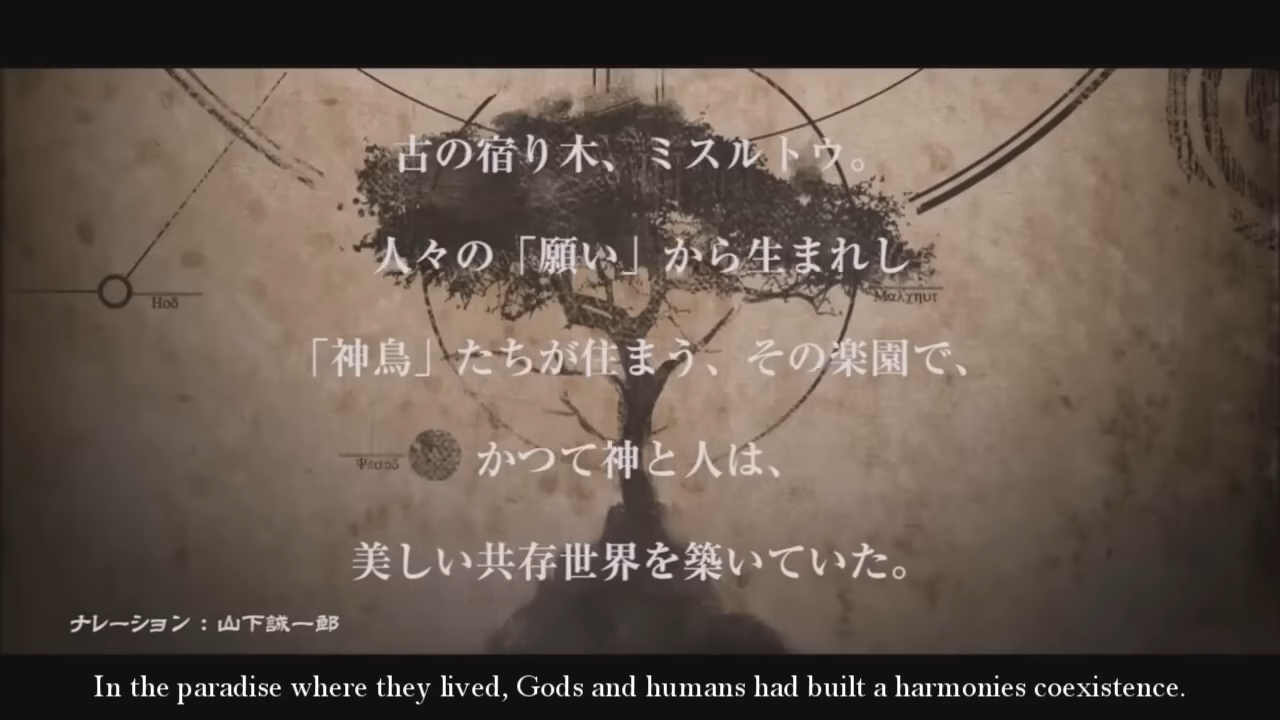 古の宿り木、ミスルトウ。
人々の「願い」から生まれし
Hoδ
Μαλχηυτ
「神鳥」たちが住まう、その楽園で、
かつて神と人は、
美しい共存世界を築いていた。
ナレーション：山下誠一郎
In the paradise where they lived, Gods and humans had built a harmonies coexistence.